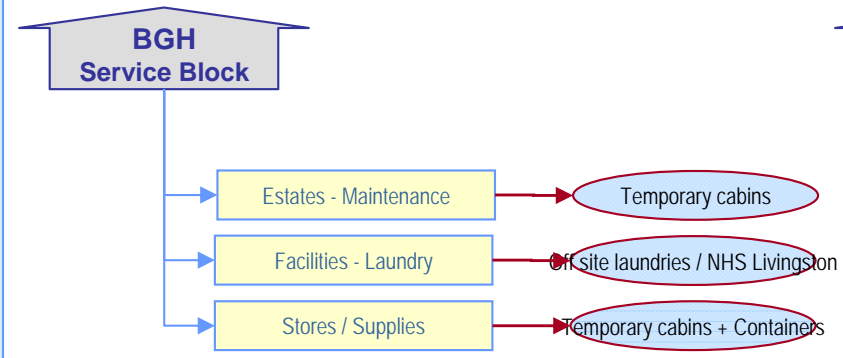 BGH
Service Block
Estates - Maintenance
Temporary cabins
Facilities - Laundry
Off site laundries / NHS Livingston
Stores / Supplies
Temporary cabins + Containers